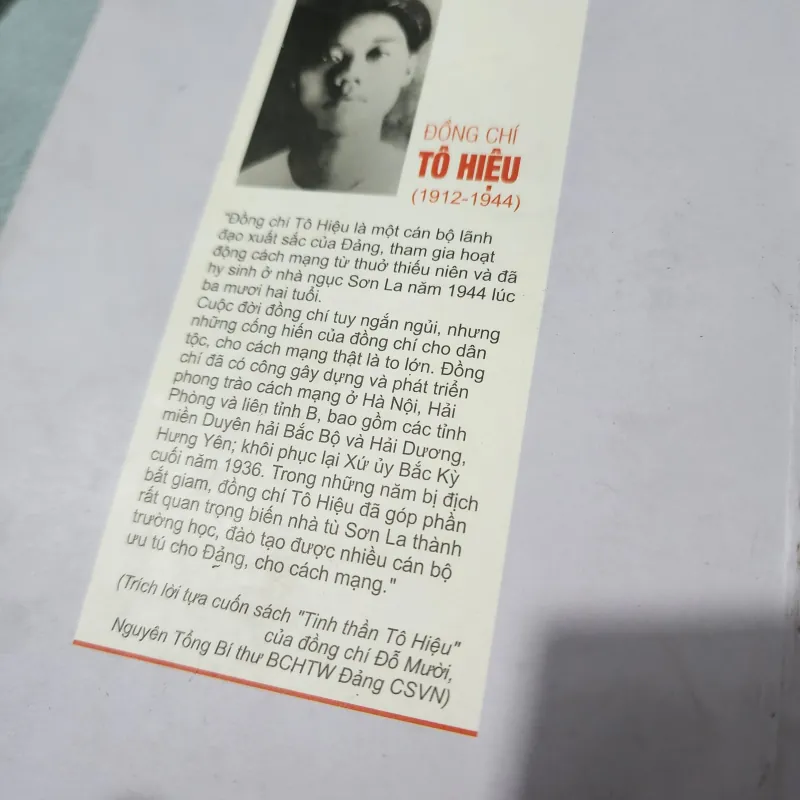 ĐỒNG CHÍ
TÔ HIỆU
(1912-1944)
"Đồng chí Tô Hiệu là một cán bộ lãnh
đạo xuất sắc của Đảng, tham gia hoạt
động cách mạng từ thuở thiếu niên và đã
hy sinh ở nhà ngục Sơn La năm 1944 lúc
ba mươi hai tuổi.
Cuộc đời đồng chí tuy ngắn ngủi, nhưng
những cống hiến của đồng chí cho dân
tộc, cho cách mạng thật là to lớn. Đồng
chí đã có công gây dựng và phát triển
phong trào cách mạng ở Hà Nội, Hải
Phòng và liên tỉnh B, bao gồm các tỉnh
miền Duyên hải Bắc Bộ và Hải Dương,
Hưng Yên; khôi phục lại Xứ ủy Bắc Kỳ
cuối năm 1936. Trong những năm bị địch
bắt giam, đồng chí Tô Hiệu đã góp phần
rất quan trọng biến nhà tù Sơn La thành
trường học, đào tạo được nhiều cán bộ
ưu tú cho Đảng, cho cách mạng."
(Trích lời tựa cuốn sách "Tinh thần Tô Hiệu"
của đồng chí Đỗ Mười,
Nguyên Tổng Bí thư BCHTW Đảng CSVN)